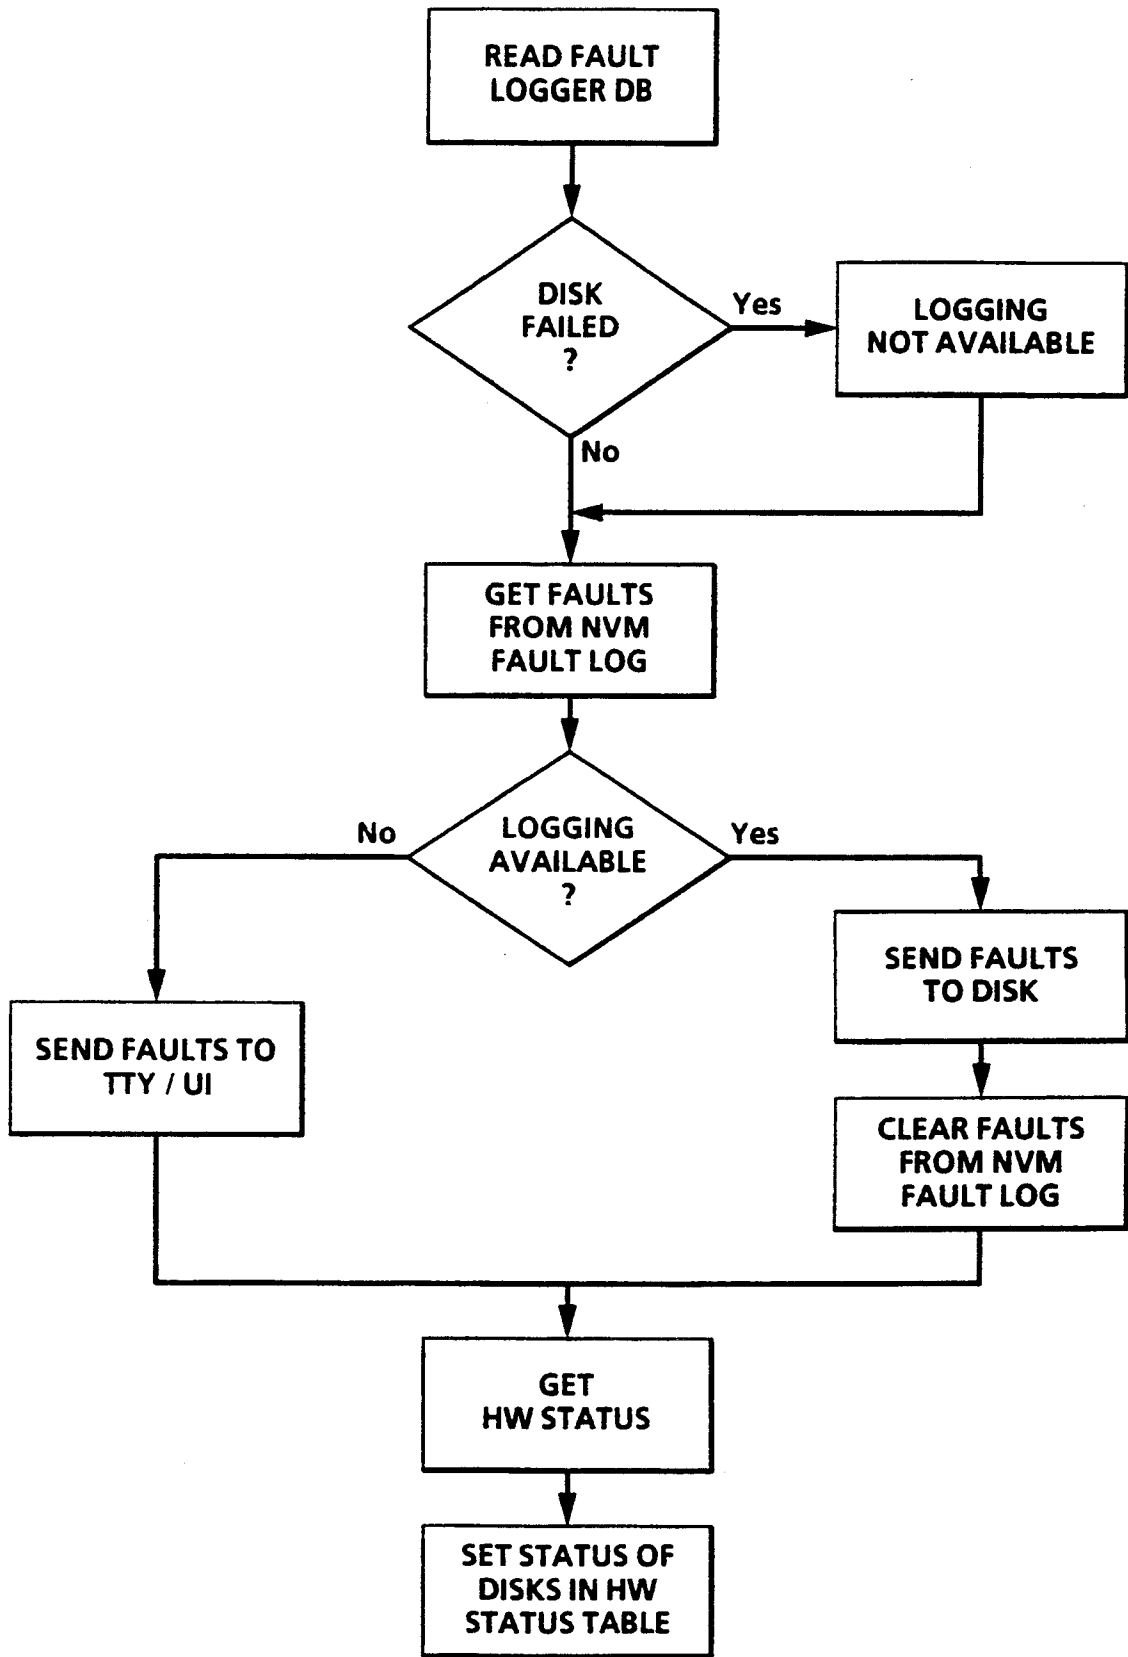 READ FAULT
LOGGER DB
DISK
FAILED
?
Yes
LOGGING
NOT AVAILABLE
No
GET FAULTS
FROM NVM
FAULT LOG
No
LOGGING
AVAILABLE
?
Yes
SEND FAULTS
TO DISK
SEND FAULTS TO
TTY / UI
CLEAR FAULTS
FROM NVM
FAULT LOG
GET
HW STATUS
SET STATUS OF
DISKS IN HW
STATUS TABLE